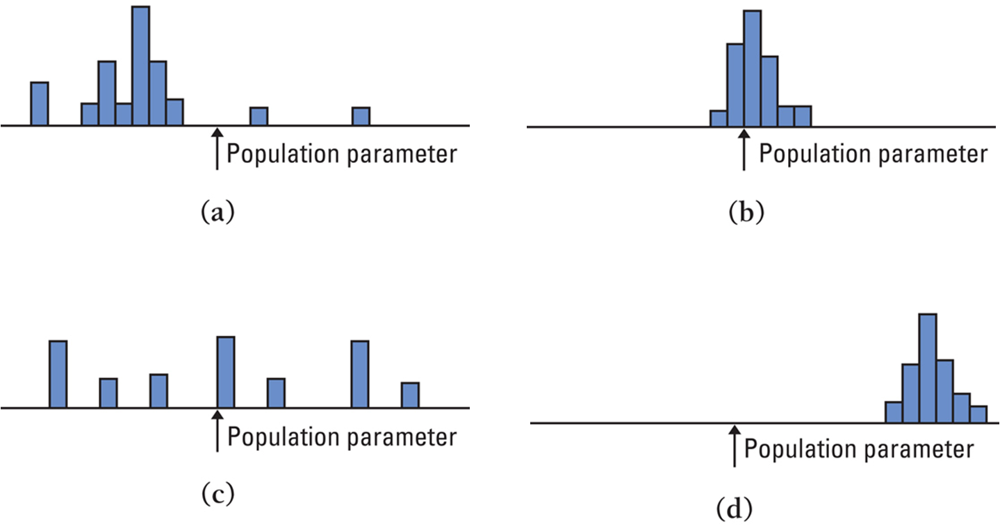 Population parameter
(a)
Population parameter
(b)
Population parameter
(c)
Population parameter
(d)